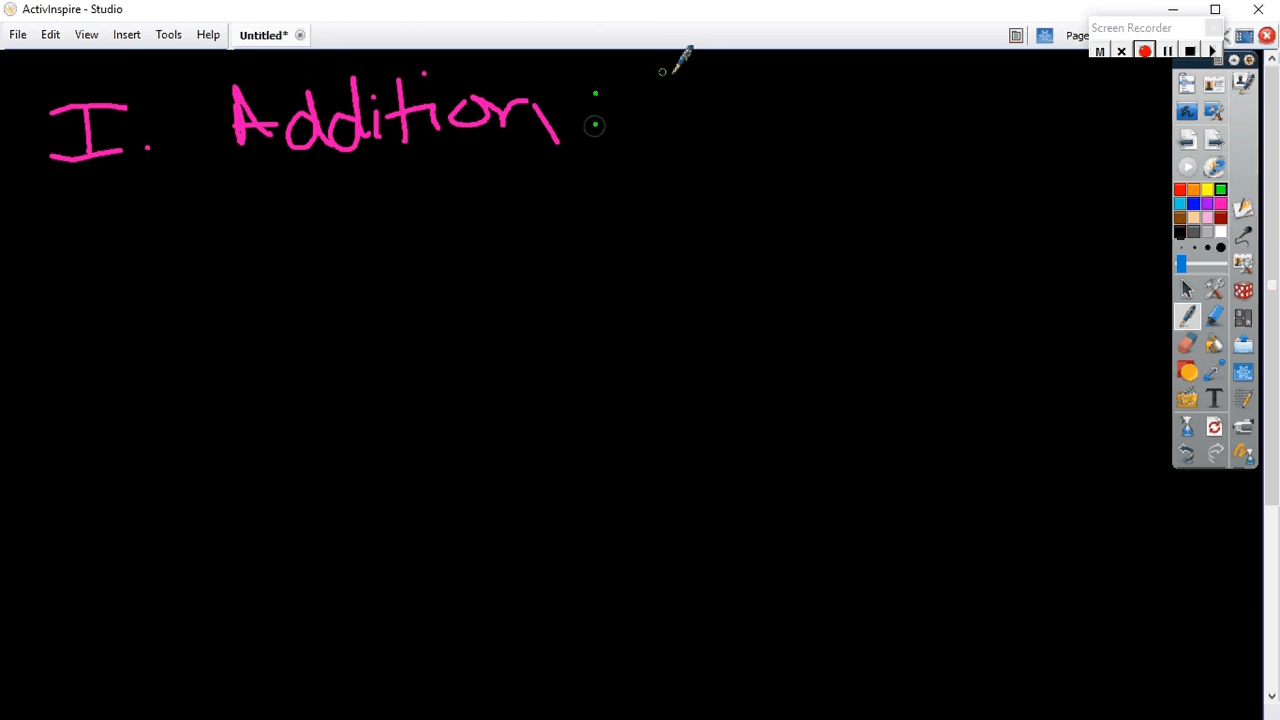 ActivInspire - Studio
Screen Recorder
File Edit View Insert Tools Help Untitled* Page
M
I. Addition :